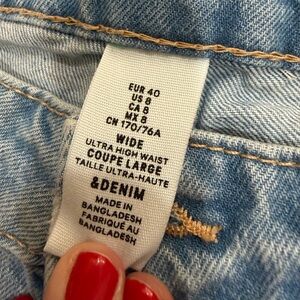 EUR 40
US 8
CA 8
MX 8
CN 170/76A
WIDE
ULTRA HIGH WAIST
COUPE LARGE
TAILLE ULTRA-HAUTE
&DENIM
MADE IN
BANGLADESH
FABRIQUÉ AU
BANGLADESH